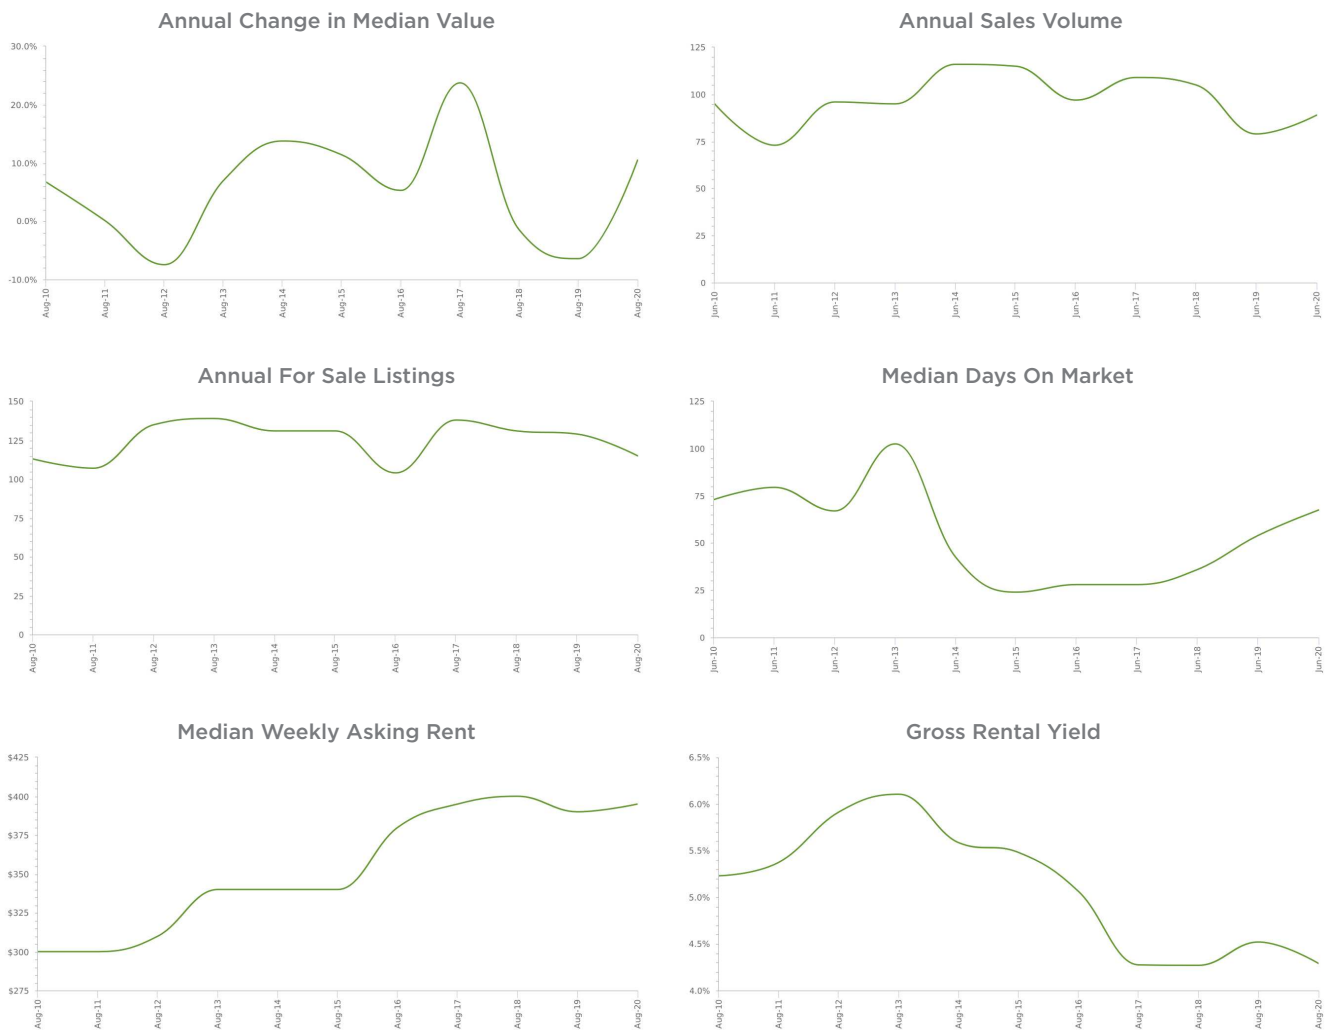 Annual Change in Median Value
30.0%
20.0%
10.0%
0.0%
-10.0%
Aug-10
Aug-11
Aug-12
Aug-13
Aug-14
Aug-15
Aug-16
Aug-17
Aug-18
Aug-19
Aug-20
Annual Sales Volume
125
100
75
50
25
0
Jun-10
Jun-11
Jun-12
Jun-13
Jun-14
Jun-15
Jun-16
Jun-17
Jun-18
Jun-19
Jun-20
Annual For Sale Listings
150
125
100
75
50
25
0
Aug-10
Aug-11
Aug-12
Aug-13
Aug-14
Aug-15
Aug-16
Aug-17
Aug-18
Aug-19
Aug-20
Median Days On Market
125
100
75
50
25
0
Jun-10
Jun-11
Jun-12
Jun-13
Jun-14
Jun-15
Jun-16
Jun-17
Jun-18
Jun-19
Jun-20
Median Weekly Asking Rent
$425
$400
$375
$350
$325
$300
$275
Aug-10
Aug-11
Aug-12
Aug-13
Aug-14
Aug-15
Aug-16
Aug-17
Aug-18
Aug-19
Aug-20
Gross Rental Yield
6.5%
6.0%
5.5%
5.0%
4.5%
4.0%
Aug-10
Aug-11
Aug-12
Aug-13
Aug-14
Aug-15
Aug-16
Aug-17
Aug-18
Aug-19
Aug-20